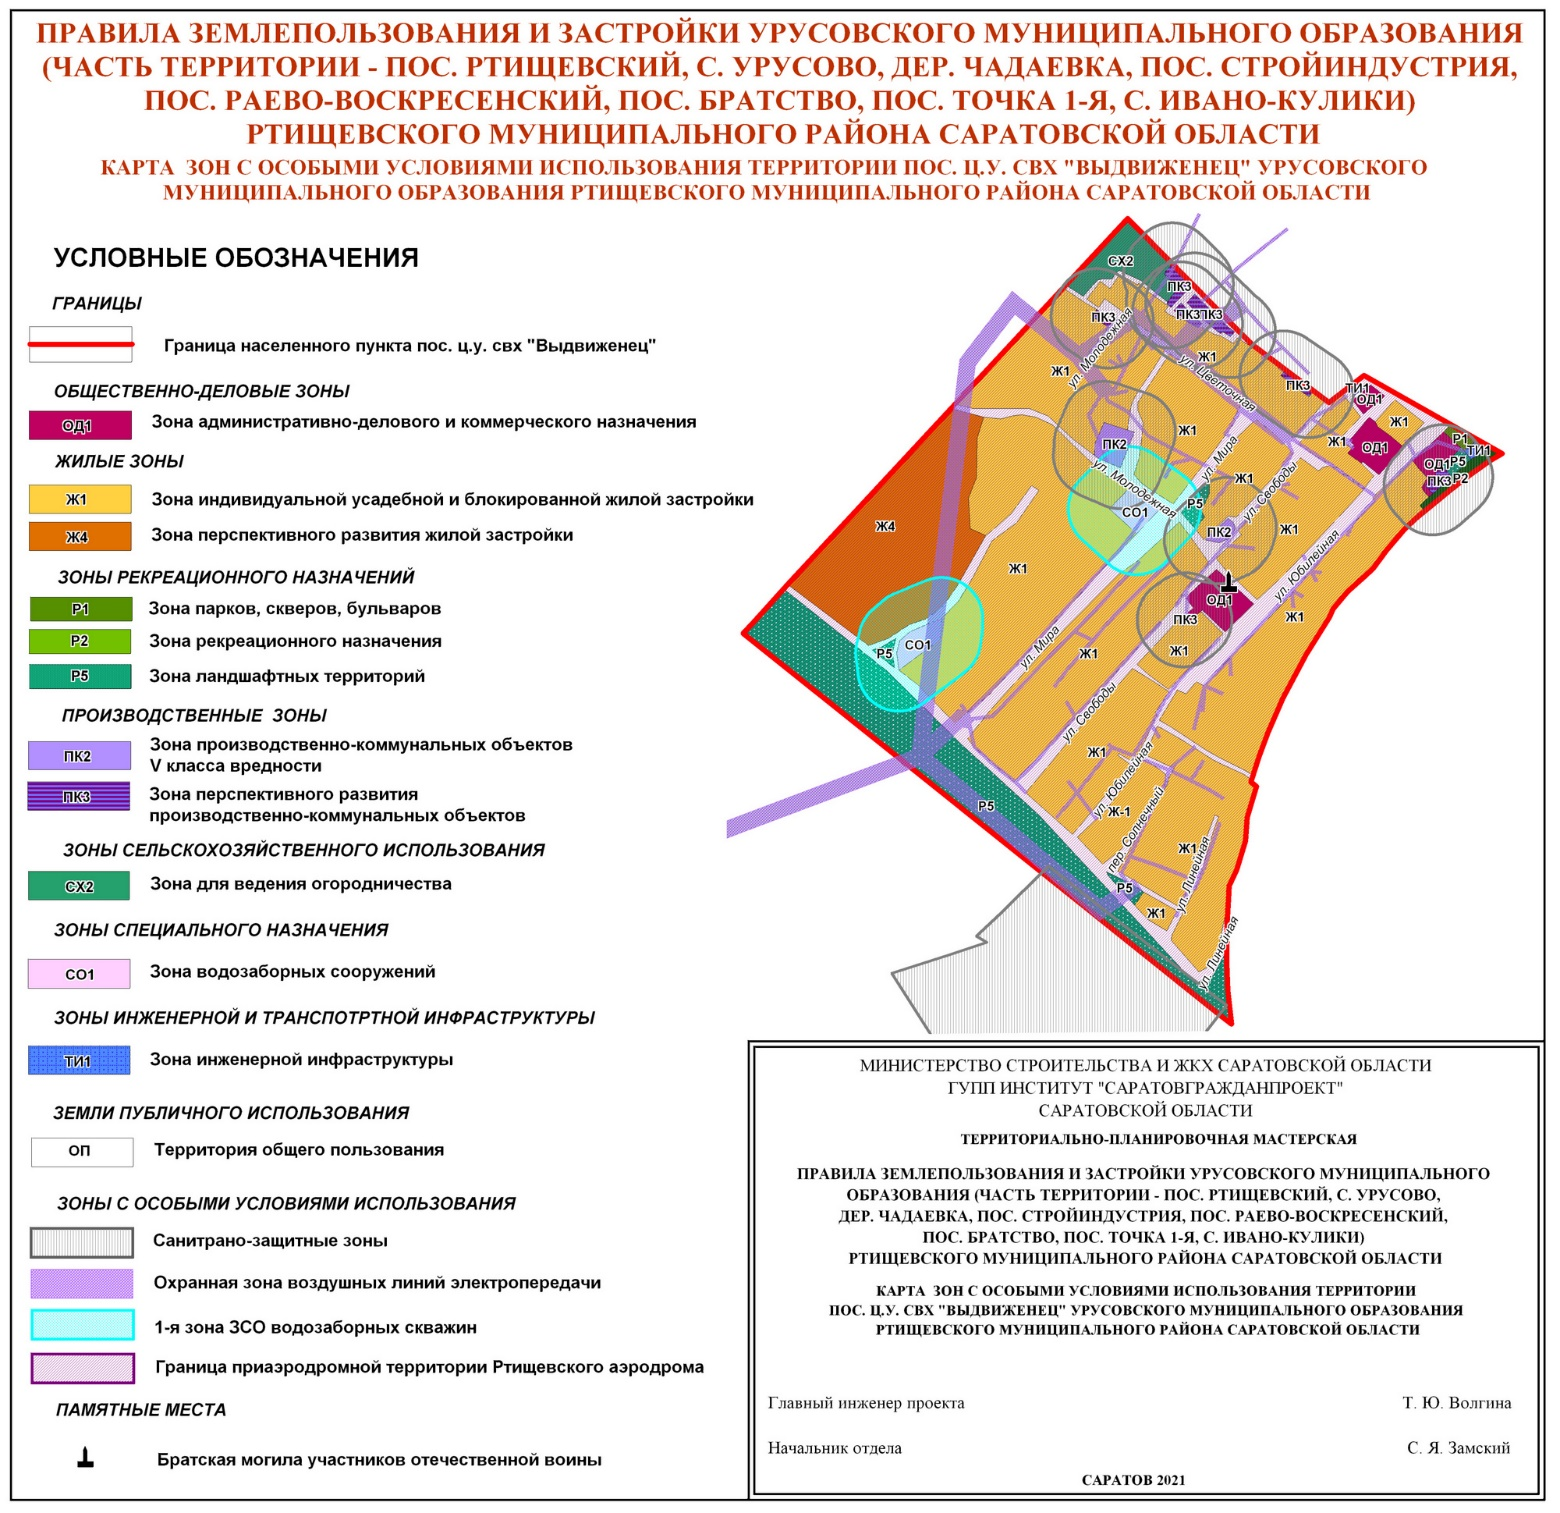 ПРАВИЛА ЗЕМЛЕПОЛЬЗОВАНИЯ И ЗАСТРОЙКИ УРУСОВСКОГО МУНИЦИПАЛЬНОГО ОБРАЗОВАНИЯ
(ЧАСТЬ ТЕРРИТОРИИ - ПОС. РТИЩЕВСКИЙ, С. УРУСОВО, ДЕР. ЧАДАЕВКА, ПОС. СТРОЙИНДУСТРИЯ,
ПОС. РАЕВО-ВОСКРЕСЕНСКИЙ, ПОС. БРАТСТВО, ПОС. ТОЧКА 1-Я, С. ИВАНО-КУЛИКИ)
РТИЩЕВСКОГО МУНИЦИПАЛЬНОГО РАЙОНА САРАТОВСКОЙ ОБЛАСТИ
КАРТА ЗОН С ОСОБЫМИ УСЛОВИЯМИ ИСПОЛЬЗОВАНИЯ ТЕРРИТОРИИ ПОС. Ц.У. СВХ "ВЫДВИЖЕНЕЦ" УРУСОВСКОГО
МУНИЦИПАЛЬНОГО ОБРАЗОВАНИЯ РТИЩЕВСКОГО МУНИЦИПАЛЬНОГО РАЙОНА САРАТОВСКОЙ ОБЛАСТИ
УСЛОВНЫЕ ОБОЗНАЧЕНИЯ
ГРАНИЦЫ
Граница населенного пункта пос. ц.у. свх "Выдвиженец"
ОБЩЕСТВЕННО-ДЕЛОВЫЕ ЗОНЫ
ОД1 Зона административно-делового и коммерческого назначения
ЖИЛЫЕ ЗОНЫ
Ж1 Зона индивидуальной усадебной и блокированной жилой застройки
Ж4 Зона перспективного развития жилой застройки
ЗОНЫ РЕКРЕАЦИОННОГО НАЗНАЧЕНИЙ
Р1 Зона парков, скверов, бульваров
Р2 Зона рекреационного назначения
Р5 Зона ландшафтных территорий
ПРОИЗВОДСТВЕННЫЕ ЗОНЫ
ПК2 Зона производственно-коммунальных объектов
V класса вредности
ПК3 Зона перспективного развития
производственно-коммунальных объектов
ЗОНЫ СЕЛЬСКОХОЗЯЙСТВЕННОГО ИСПОЛЬЗОВАНИЯ
СХ2 Зона для ведения огородничества
ЗОНЫ СПЕЦИАЛЬНОГО НАЗНАЧЕНИЯ
СО1 Зона водозаборных сооружений
ЗОНЫ ИНЖЕНЕРНОЙ И ТРАНСПОТРТНОЙ ИНФРАСТРУКТУРЫ
ТИ1 Зона инженерной инфраструктуры
ЗЕМЛИ ПУБЛИЧНОГО ИСПОЛЬЗОВАНИЯ
ОП Территория общего пользования
ЗОНЫ С ОСОБЫМИ УСЛОВИЯМИ ИСПОЛЬЗОВАНИЯ
Санитрано-защитные зоны
Охранная зона воздушных линий электропередачи
1-я зона ЗСО водозаборных скважин
Граница приаэродромной территории Ртищевского аэродрома
ПАМЯТНЫЕ МЕСТА
Братская могила участников отечественной воины
СХ2
ПК3
ПК3
ПК3
ПК3
ул. Молодежная
Ж1
Ж1
ул. Цветочная
ПК3
ТИ1
ОД1
Ж1
Ж1
Ж1
ОД1
Р1
ТИ1
ОД1
Р5
ПК3
Р2
ПК2
ул. Мира
ул. Молодежная
СО1
Р5
Ж1
ул. Свободы
Ж4
ПК2
Ж1
Ж1
ул. Юбилейная
ОД1
ПК3
Ж1
Ж1
СО1
Р5
ул. Мира
Ж1
ул. Свободы
Ж1
ул. Юбилейная
Р5
Ж-1
пер. Солнечный
Ж1
ул. Линейная
Р5
Ж1
ул. Линейная
МИНИСТЕРСТВО СТРОИТЕЛЬСТВА И ЖКХ САРАТОВСКОЙ ОБЛАСТИ
ГУПП ИНСТИТУТ "САРАТОВГРАЖДАНПРОЕКТ"
САРАТОВСКОЙ ОБЛАСТИ
ТЕРРИТОРИАЛЬНО-ПЛАНИРОВОЧНАЯ МАСТЕРСКАЯ
ПРАВИЛА ЗЕМЛЕПОЛЬЗОВАНИЯ И ЗАСТРОЙКИ УРУСОВСКОГО МУНИЦИПАЛЬНОГО
ОБРАЗОВАНИЯ (ЧАСТЬ ТЕРРИТОРИИ - ПОС. РТИЩЕВСКИЙ, С. УРУСОВО,
ДЕР. ЧАДАЕВКА, ПОС. СТРОЙИНДУСТРИЯ, ПОС. РАЕВО-ВОСКРЕСЕНСКИЙ,
ПОС. БРАТСТВО, ПОС. ТОЧКА 1-Я, С. ИВАНО-КУЛИКИ)
РТИЩЕВСКОГО МУНИЦИПАЛЬНОГО РАЙОНА САРАТОВСКОЙ ОБЛАСТИ
КАРТА ЗОН С ОСОБЫМИ УСЛОВИЯМИ ИСПОЛЬЗОВАНИЯ ТЕРРИТОРИИ
ПОС. Ц.У. СВХ "ВЫДВИЖЕНЕЦ" УРУСОВСКОГО МУНИЦИПАЛЬНОГО ОБРАЗОВАНИЯ
РТИЩЕВСКОГО МУНИЦИПАЛЬНОГО РАЙОНА САРАТОВСКОЙ ОБЛАСТИ
Главный инженер проекта Т. Ю. Волгина
Начальник отдела С. Я. Замский
САРАТОВ 2021